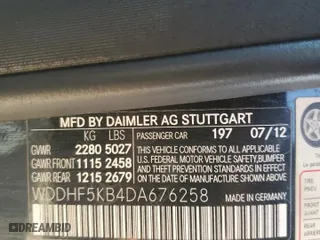 MFD BY DAIMLER AG STUTTGART
KG LBS PASSENGER CAR 197 07/12
GVWR 2280 5027
GAWR FRONT 1115 2458
GAWR REAR 1215 2679
THIS VEHICLE CONFORMS TO ALL
APPLICABLE U.S. FEDERAL
MOTOR VEHICLE SAFETY, BUMPER
AND THEFT PREVENTION STANDARDS
IN EFFECT ON THE DATE OF
MANUFACTURE SHOWN ABOVE.
WDDHF5KB4DA676258
MADE IN GERMANY
WIDEBID